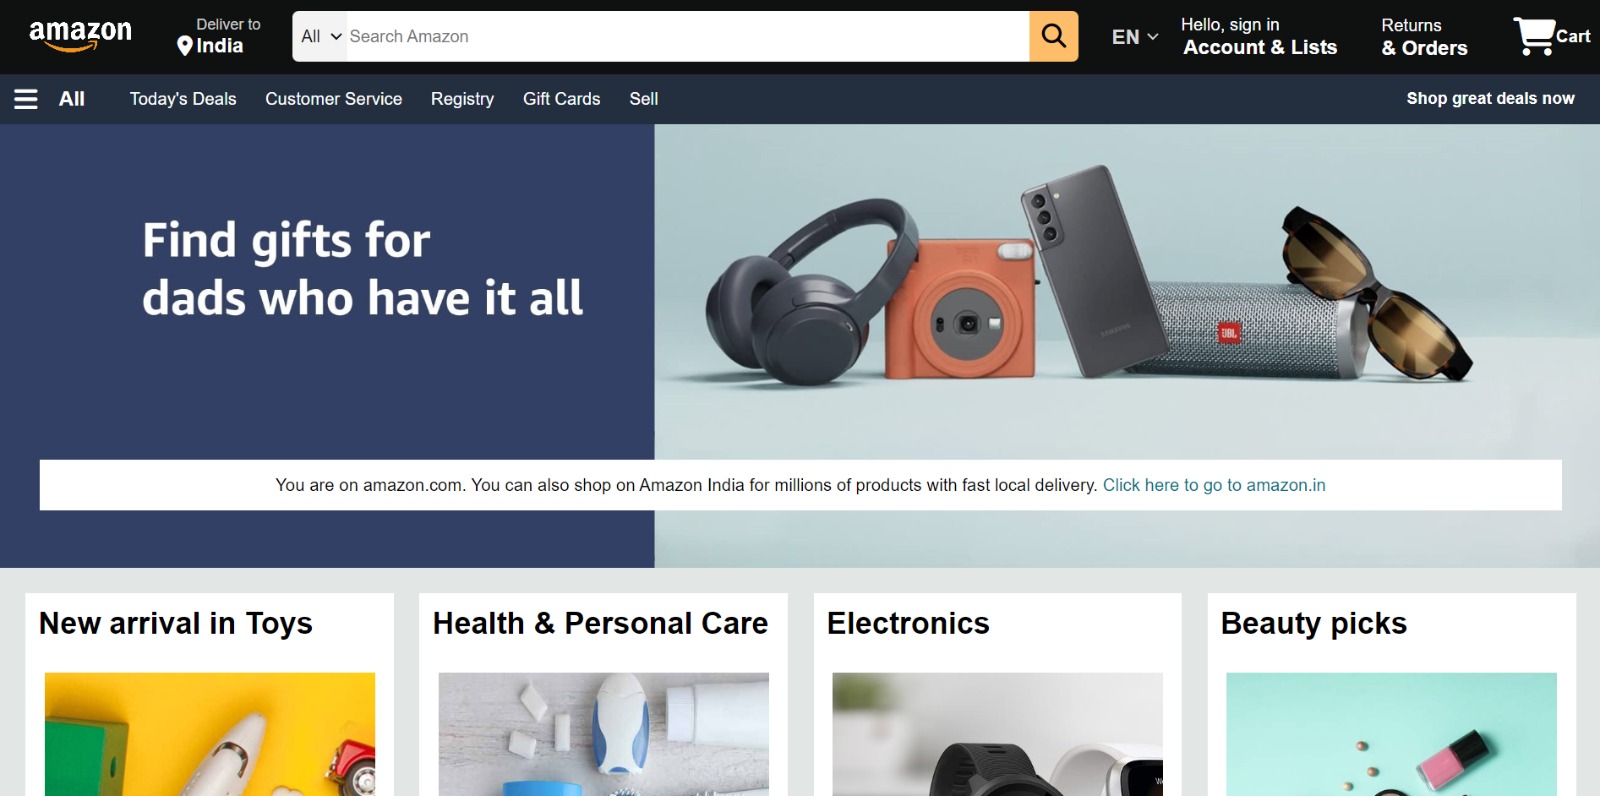 amazon
Deliver to
India
All
Search Amazon
EN
Hello, sign in
Account & Lists
Returns
& Orders
Cart
All
Today's Deals
Customer Service
Registry
Gift Cards
Sell
Shop great deals now
Find gifts for
dads who have it all
SAMSUNG
JBL
You are on amazon.com. You can also shop on Amazon India for millions of products with fast local delivery. Click here to go to amazon.in
New arrival in Toys
Health & Personal Care
Electronics
Beauty picks